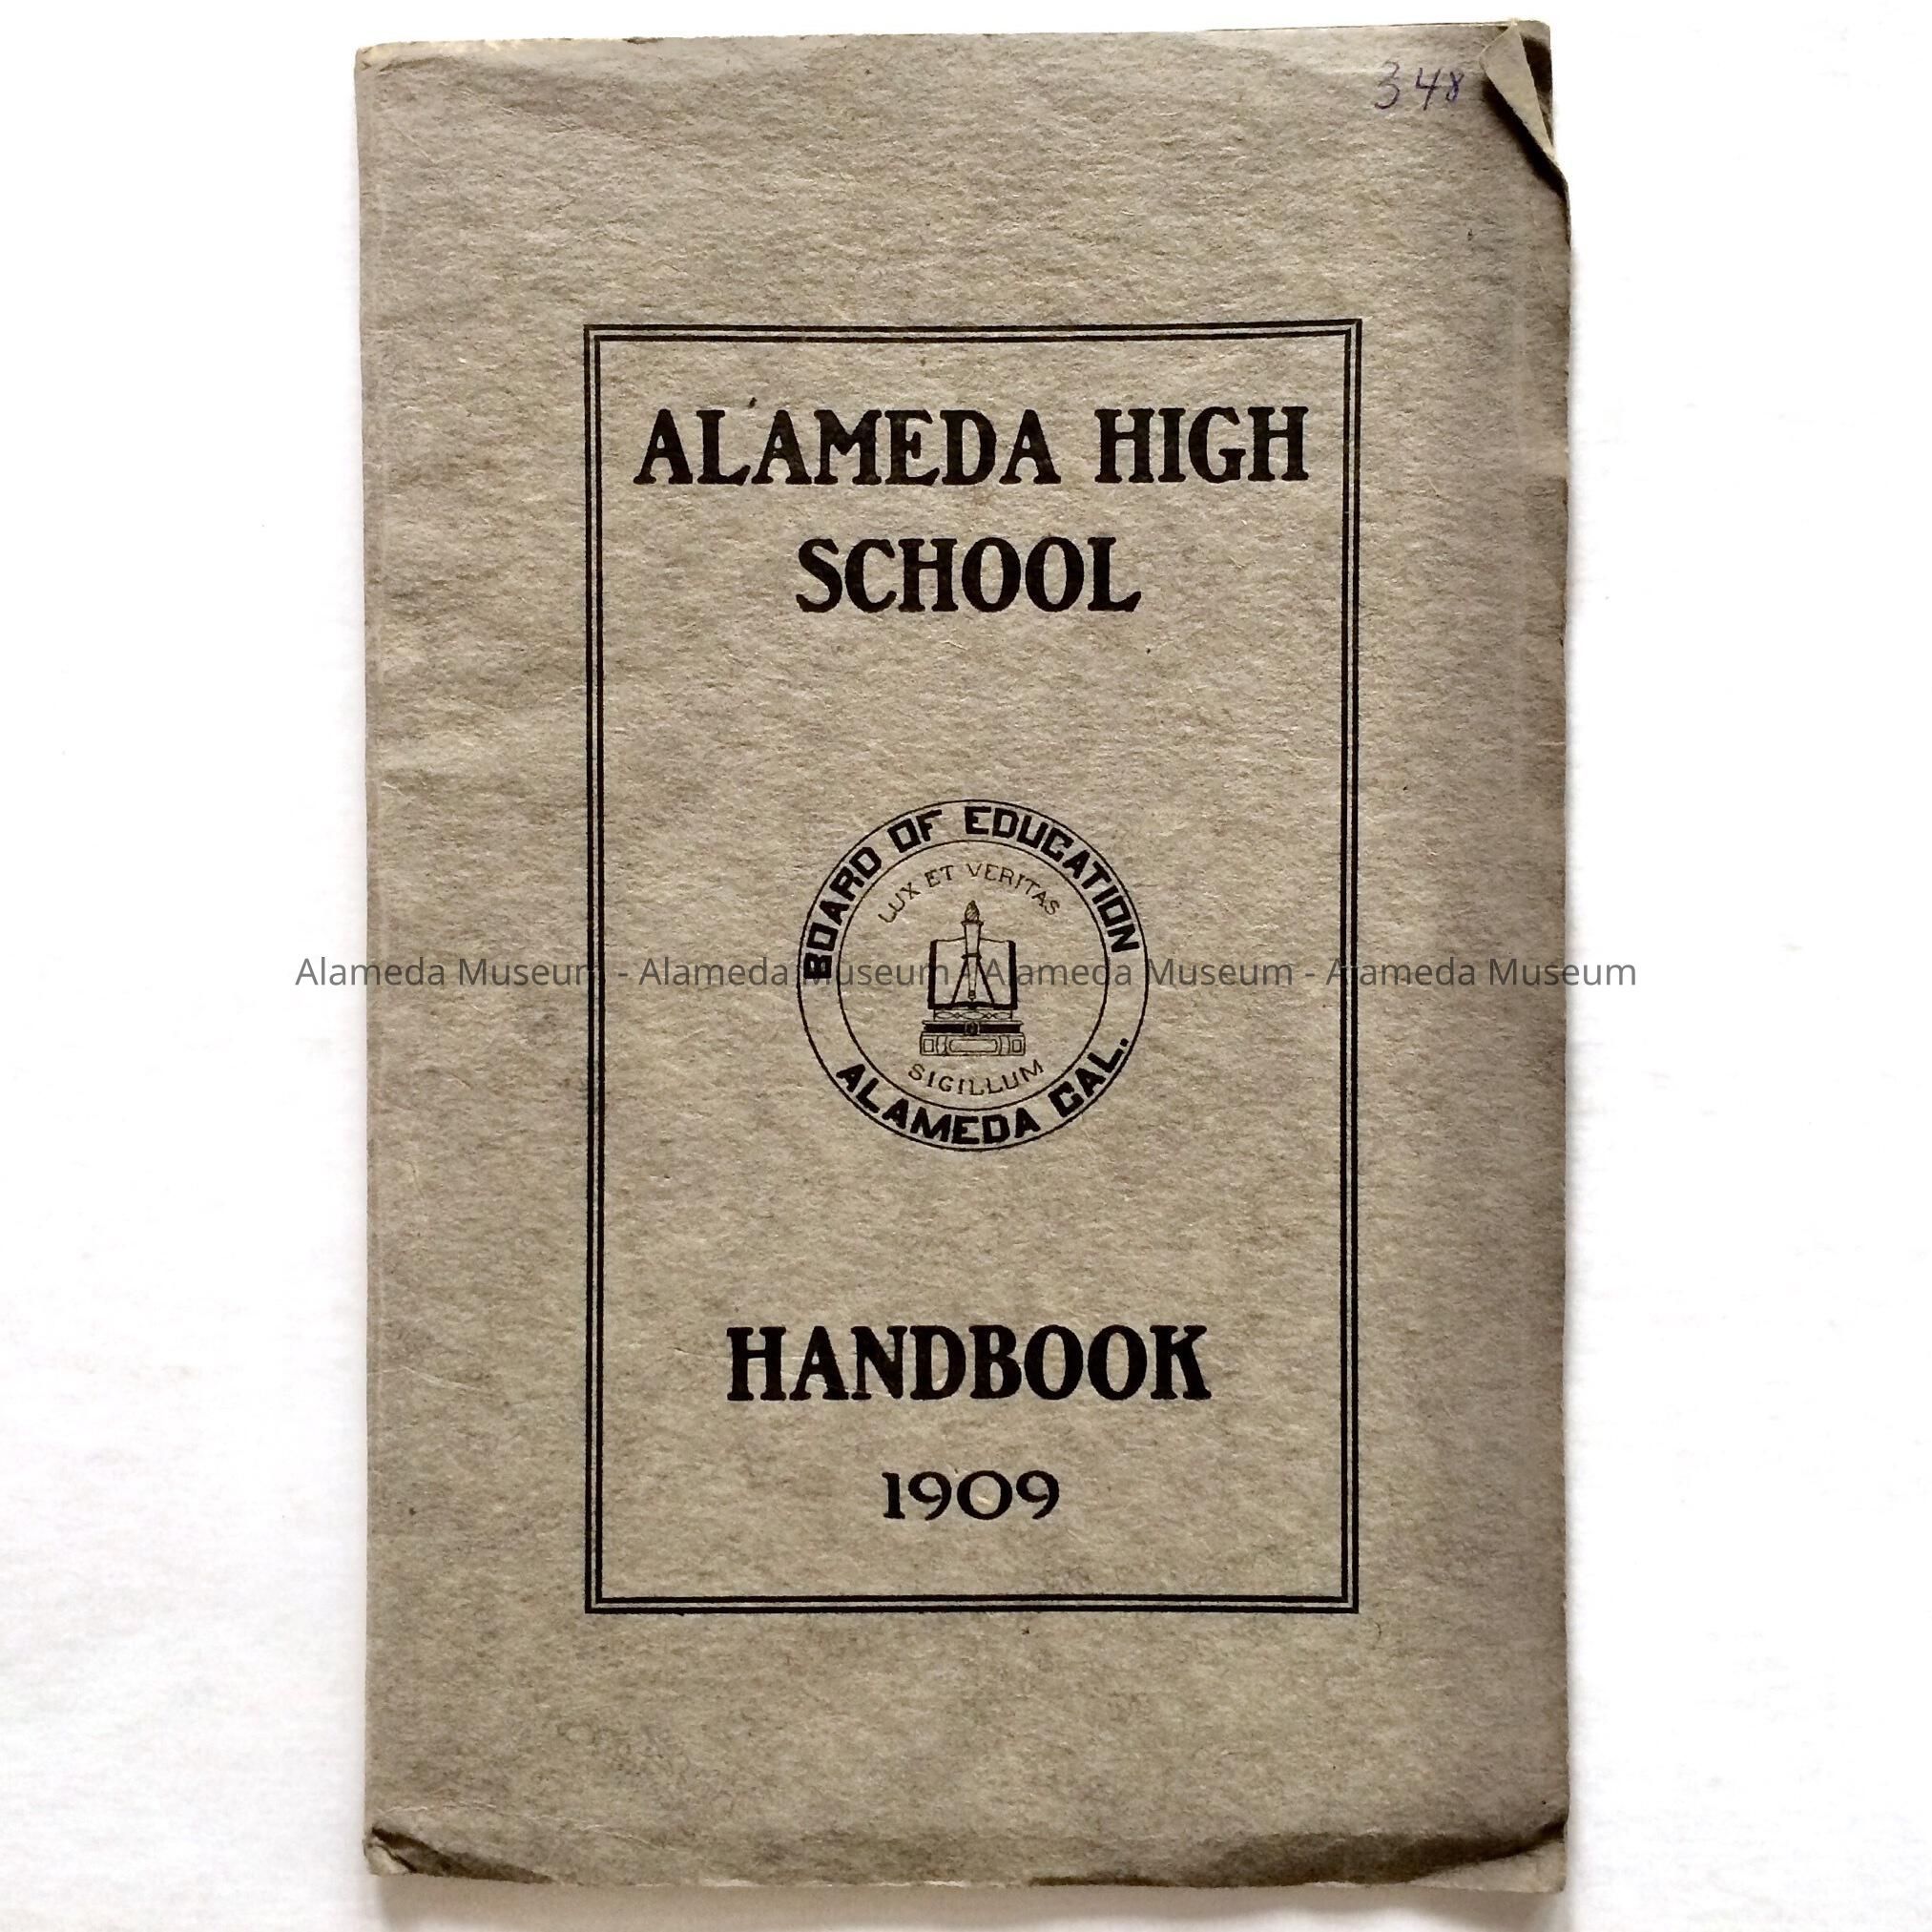 348
ALAMEDA HIGH
SCHOOL
BOARD OF EDUCATION
LUX ET VERITAS
Alameda Museum - Alameda Museum - Alameda Museum - Alameda Museum
SIGILLUM
ALAMEDA CAL.
HANDBOOK
1909